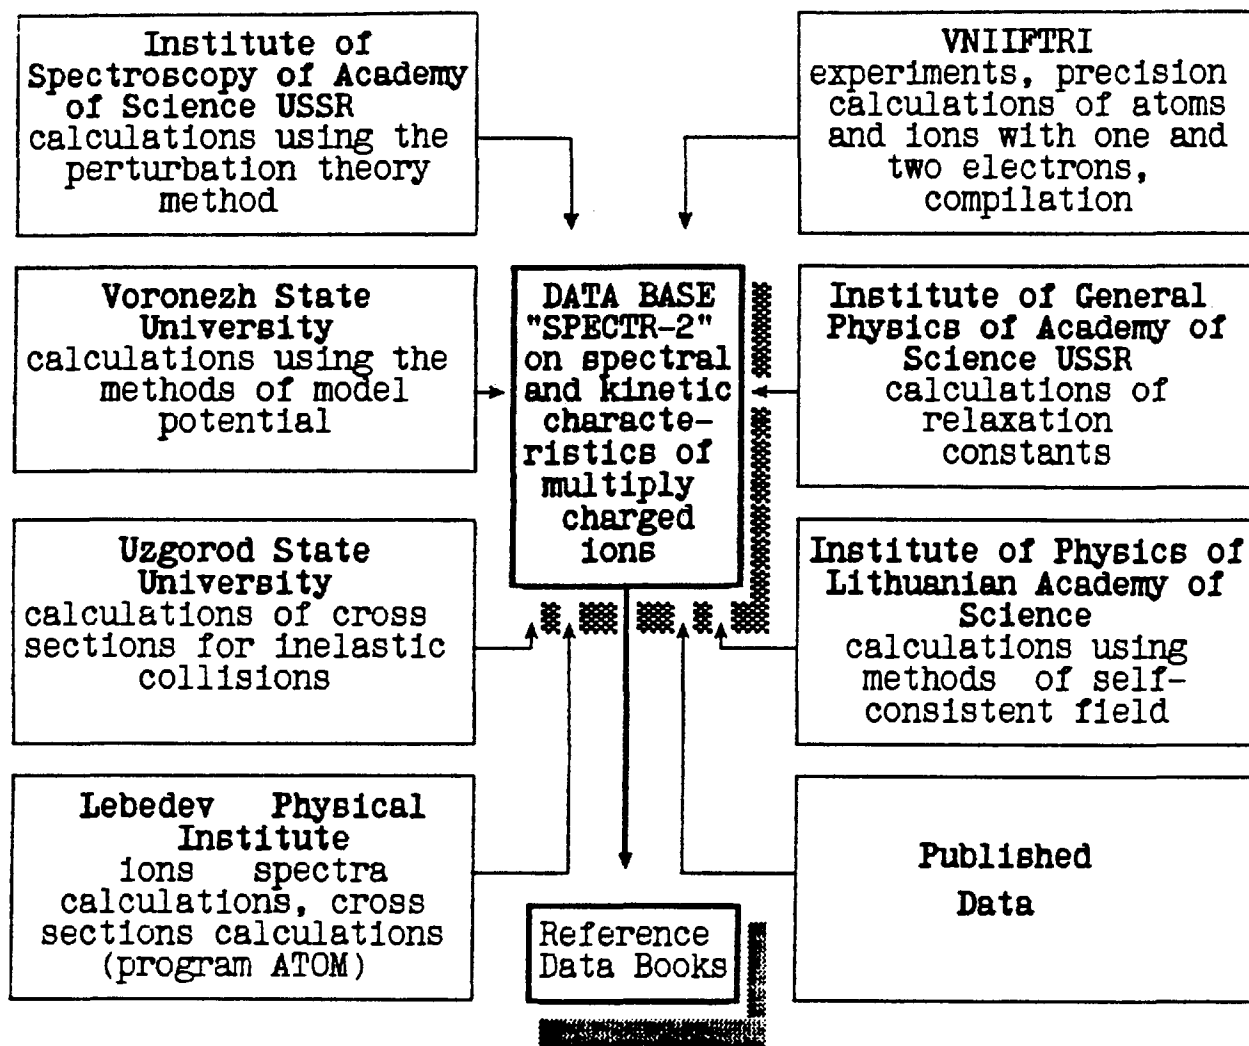 Institute of
Spectroscopy of Academy
of Science USSR
calculations using the
perturbation theory
method
VNIIFTRI
experiments, precision
calculations of atoms
and ions with one and
two electrons,
compilation
Voronezh State
University
calculations using the
methods of model
potential
DATA BASE
"SPECTR-2"
on spectral
and kinetic
characte-
ristics of
multiply
charged
ions
Institute of General
Physics of Academy of
Science USSR
calculations of
relaxation
constants
Uzgorod State
University
calculations of cross
sections for inelastic
collisions
Institute of Physics of
Lithuanian Academy of
Science
calculations using
methods of self-
consistent field
Lebedev Physical
Institute
ions spectra
calculations, cross
sections calculations
(program ATOM)
Reference
Data Books
Published
Data